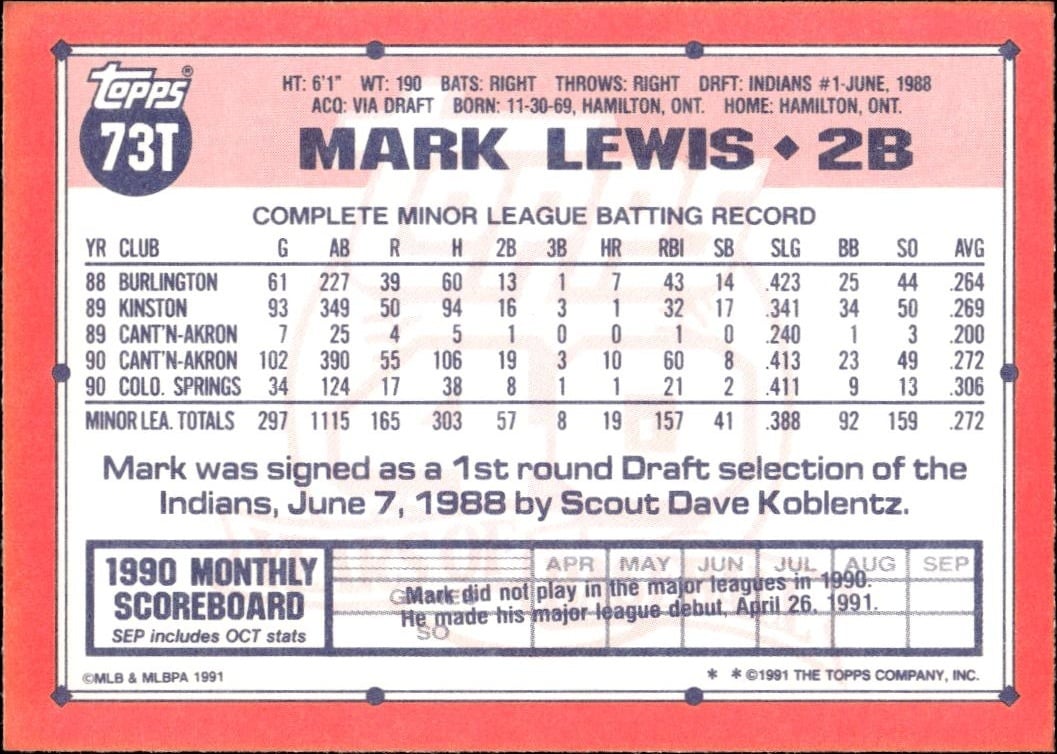 TOPPS®
73T
HT: 6'1" WT: 190 BATS: RIGHT THROWS: RIGHT DRFT: INDIANS #1-JUNE, 1988
ACQ: VIA DRAFT BORN: 11-30-69, HAMILTON, ONT. HOME: HAMILTON, ONT.
MARK LEWIS ◆ 2B
COMPLETE MINOR LEAGUE BATTING RECORD
YR CLUB G AB R H 2B 3B HR RBI SB SLG BB SO AVG
88 BURLINGTON 61 227 39 60 13 1 7 43 14 .423 25 44 .264
89 KINSTON 93 349 50 94 16 3 1 32 17 .341 34 50 .269
89 CANT'N-AKRON 7 25 4 5 1 0 0 1 0 .240 1 3 .200
90 CANT'N-AKRON 102 390 55 106 19 3 10 60 8 .413 23 49 .272
90 COLO. SPRINGS 34 124 17 38 8 1 1 21 2 .411 9 13 .306
MINOR LEA. TOTALS 297 1115 165 303 57 8 19 157 41 .388 92 159 .272
Mark was signed as a 1st round Draft selection of the
Indians, June 7, 1988 by Scout Dave Koblentz.
1990 MONTHLY
SCOREBOARD
SEP includes OCT stats
APR MAY JUN JUL AUG SEP
GAMES
SO
Mark did not play in the major leagues in 1990.
He made his major league debut, April 26, 1991.
©MLB & MLBPA 1991
* * ©1991 THE TOPPS COMPANY, INC.